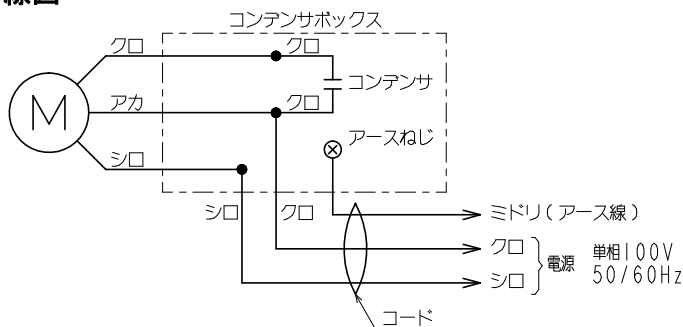 線図
コンデンサボックス
クロ
クロ
コンデンサ
M
アカ
クロ
アースねじ
シロ
シロ
クロ
ミドリ(アース線)
クロ
シロ
電源
単相100V
50/60Hz
コード